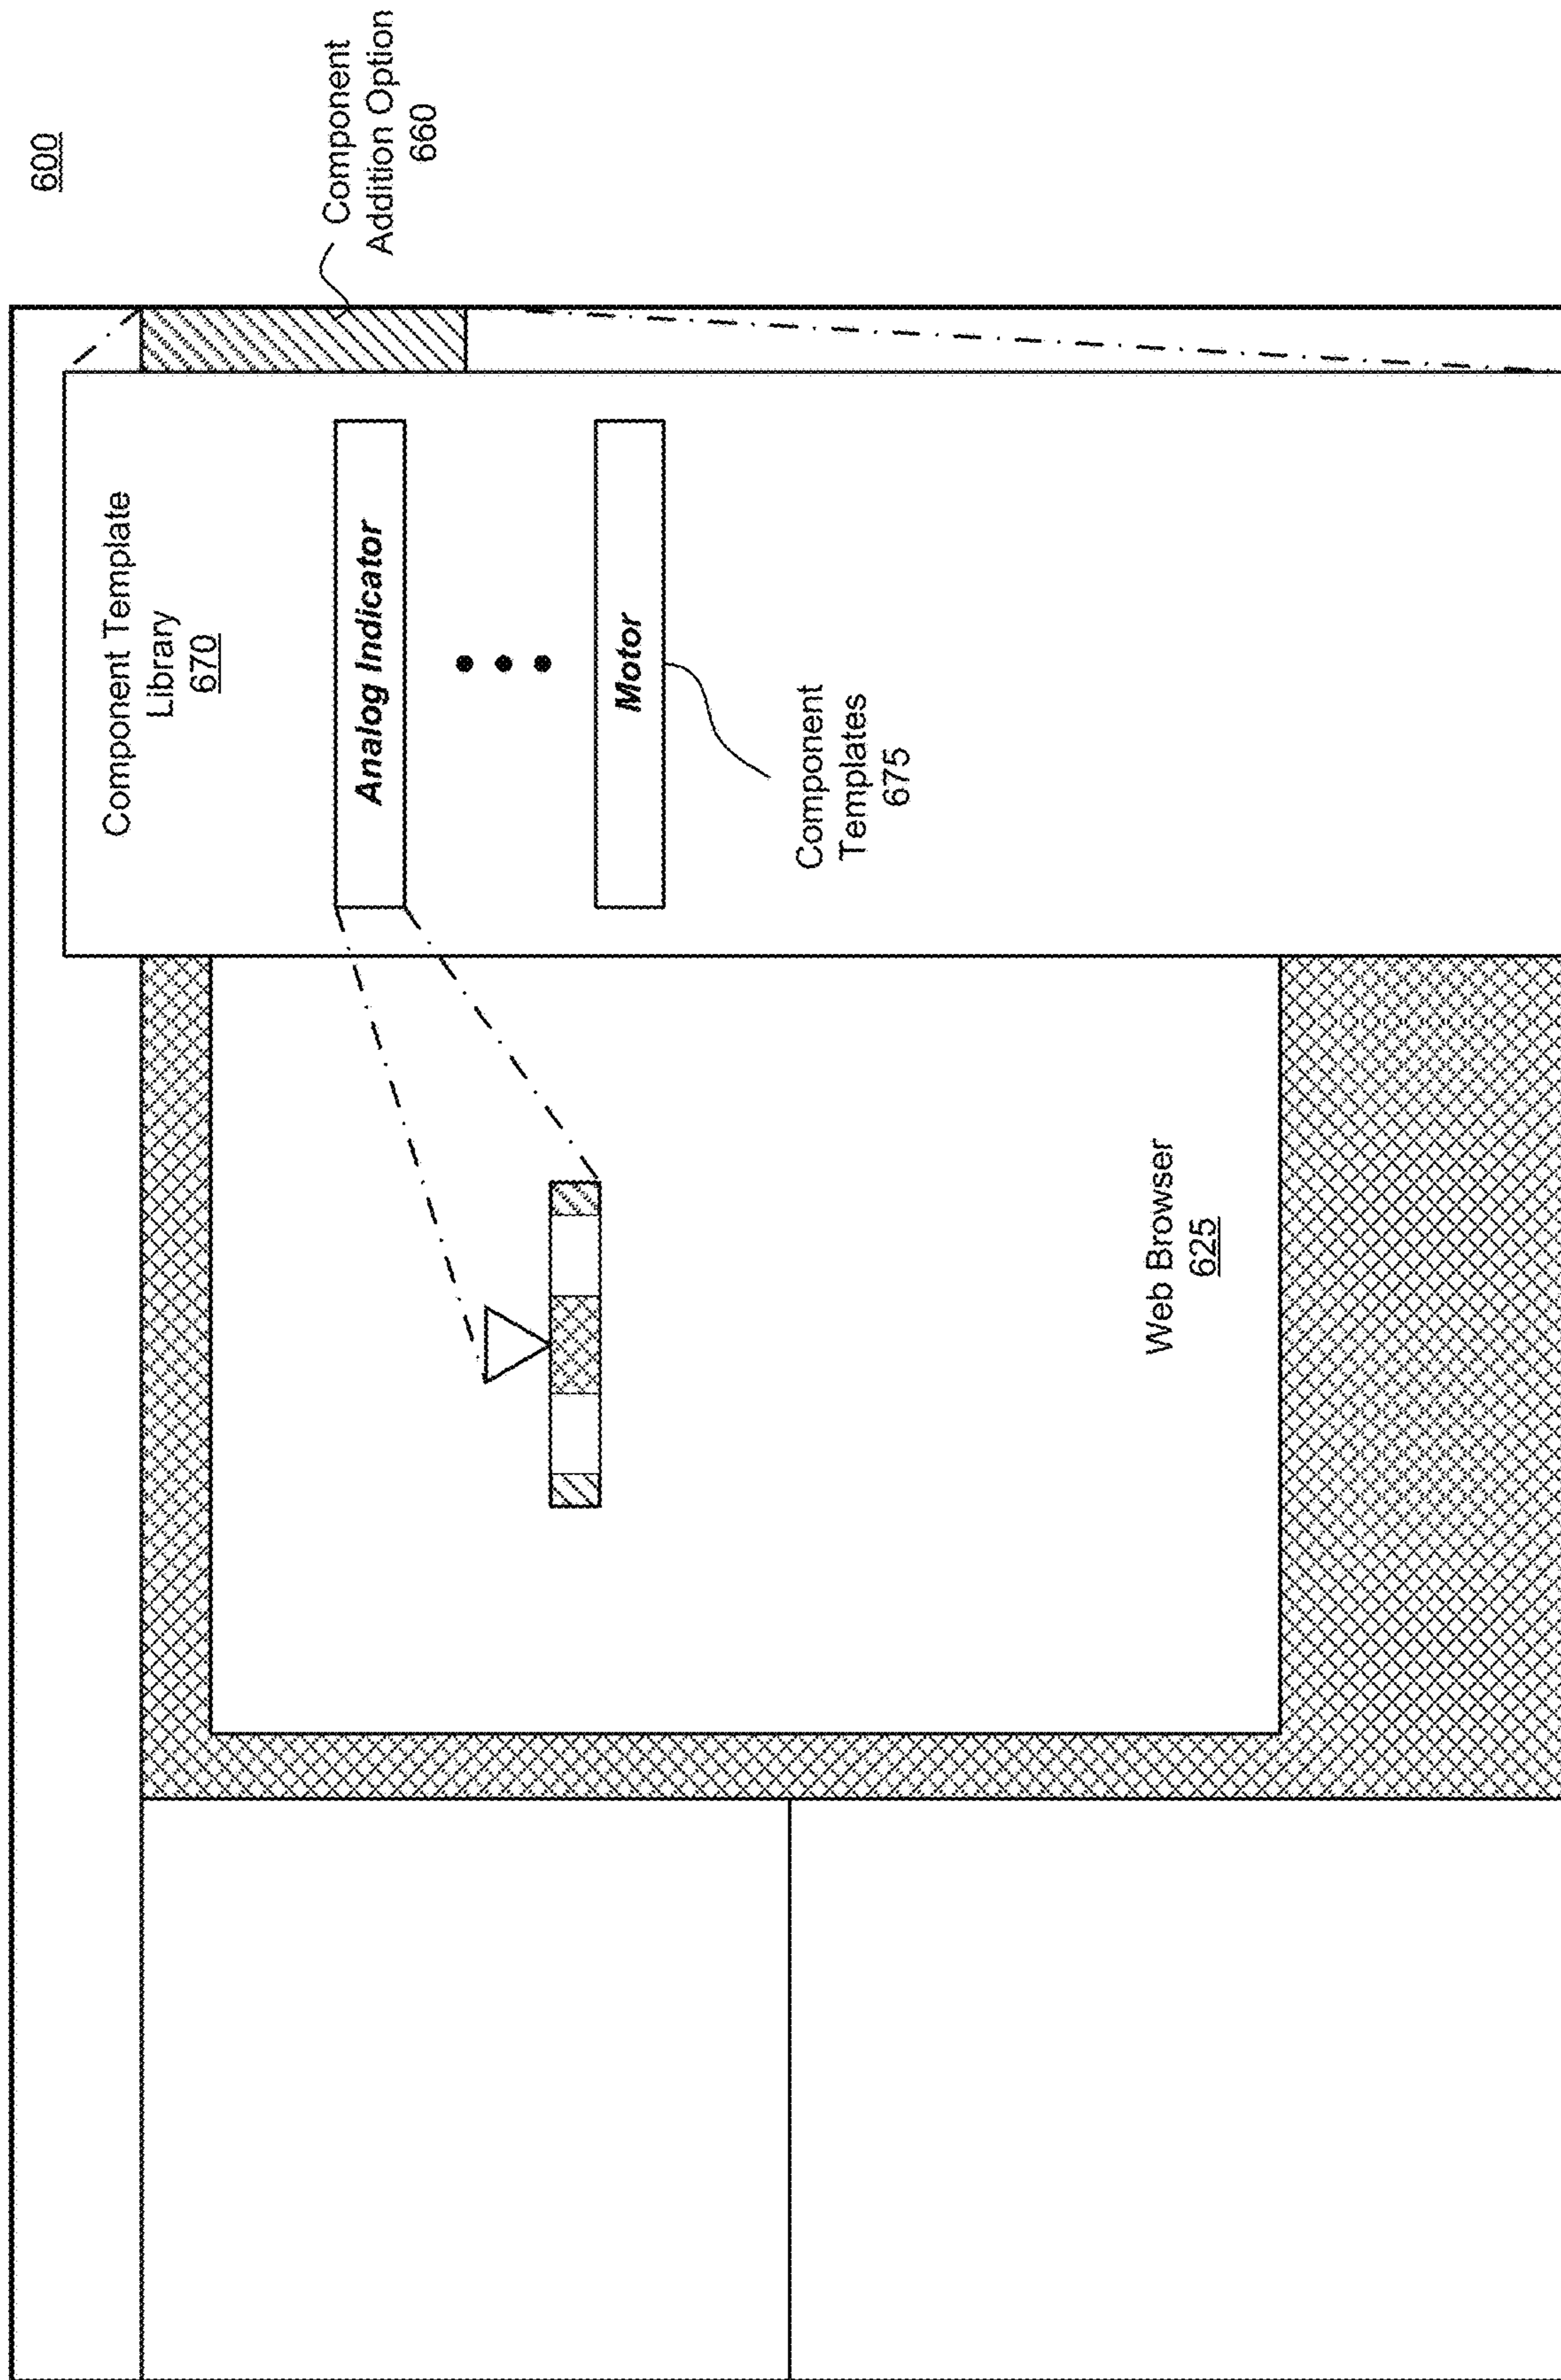 600
Component
Addition Option
660
Component Template
Library
670
Analog Indicator
Motor
Component
Templates
675
Web Browser
625